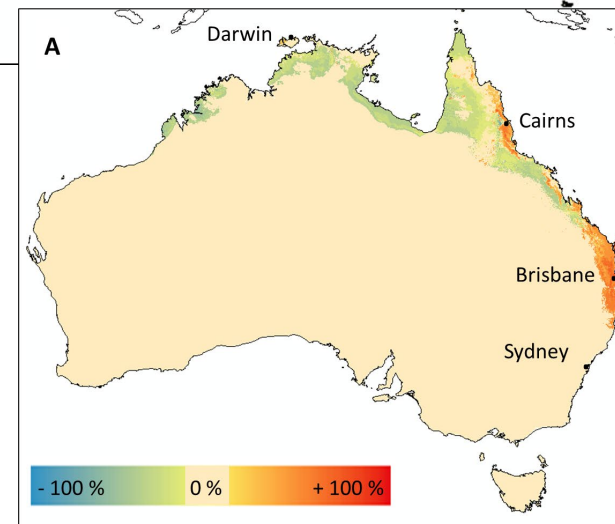 A
Darwin
Cairns
Brisbane
Sydney
- 100 % 0 % + 100 %